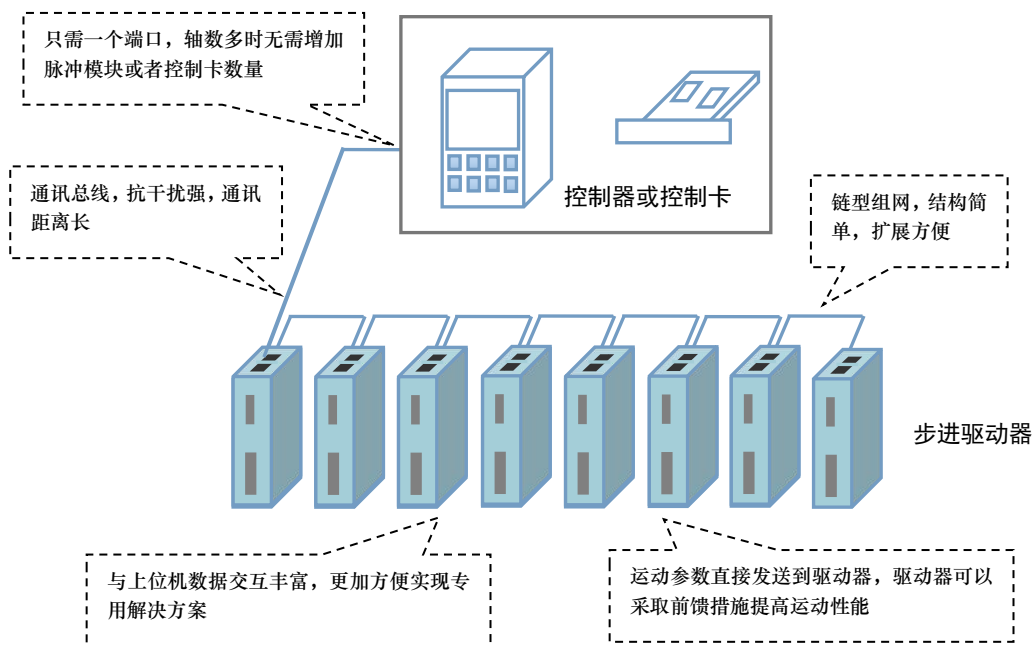 只需一个端口，轴数多时无需增加
脉冲模块或者控制卡数量
控制器或控制卡
通讯总线，抗干扰强，通讯
距离长
链型组网，结构简
单，扩展方便
步进驱动器
与上位机数据交互丰富，更加方便实现专
用解决方案
运动参数直接发送到驱动器，驱动器可以
采取前馈措施提高运动性能